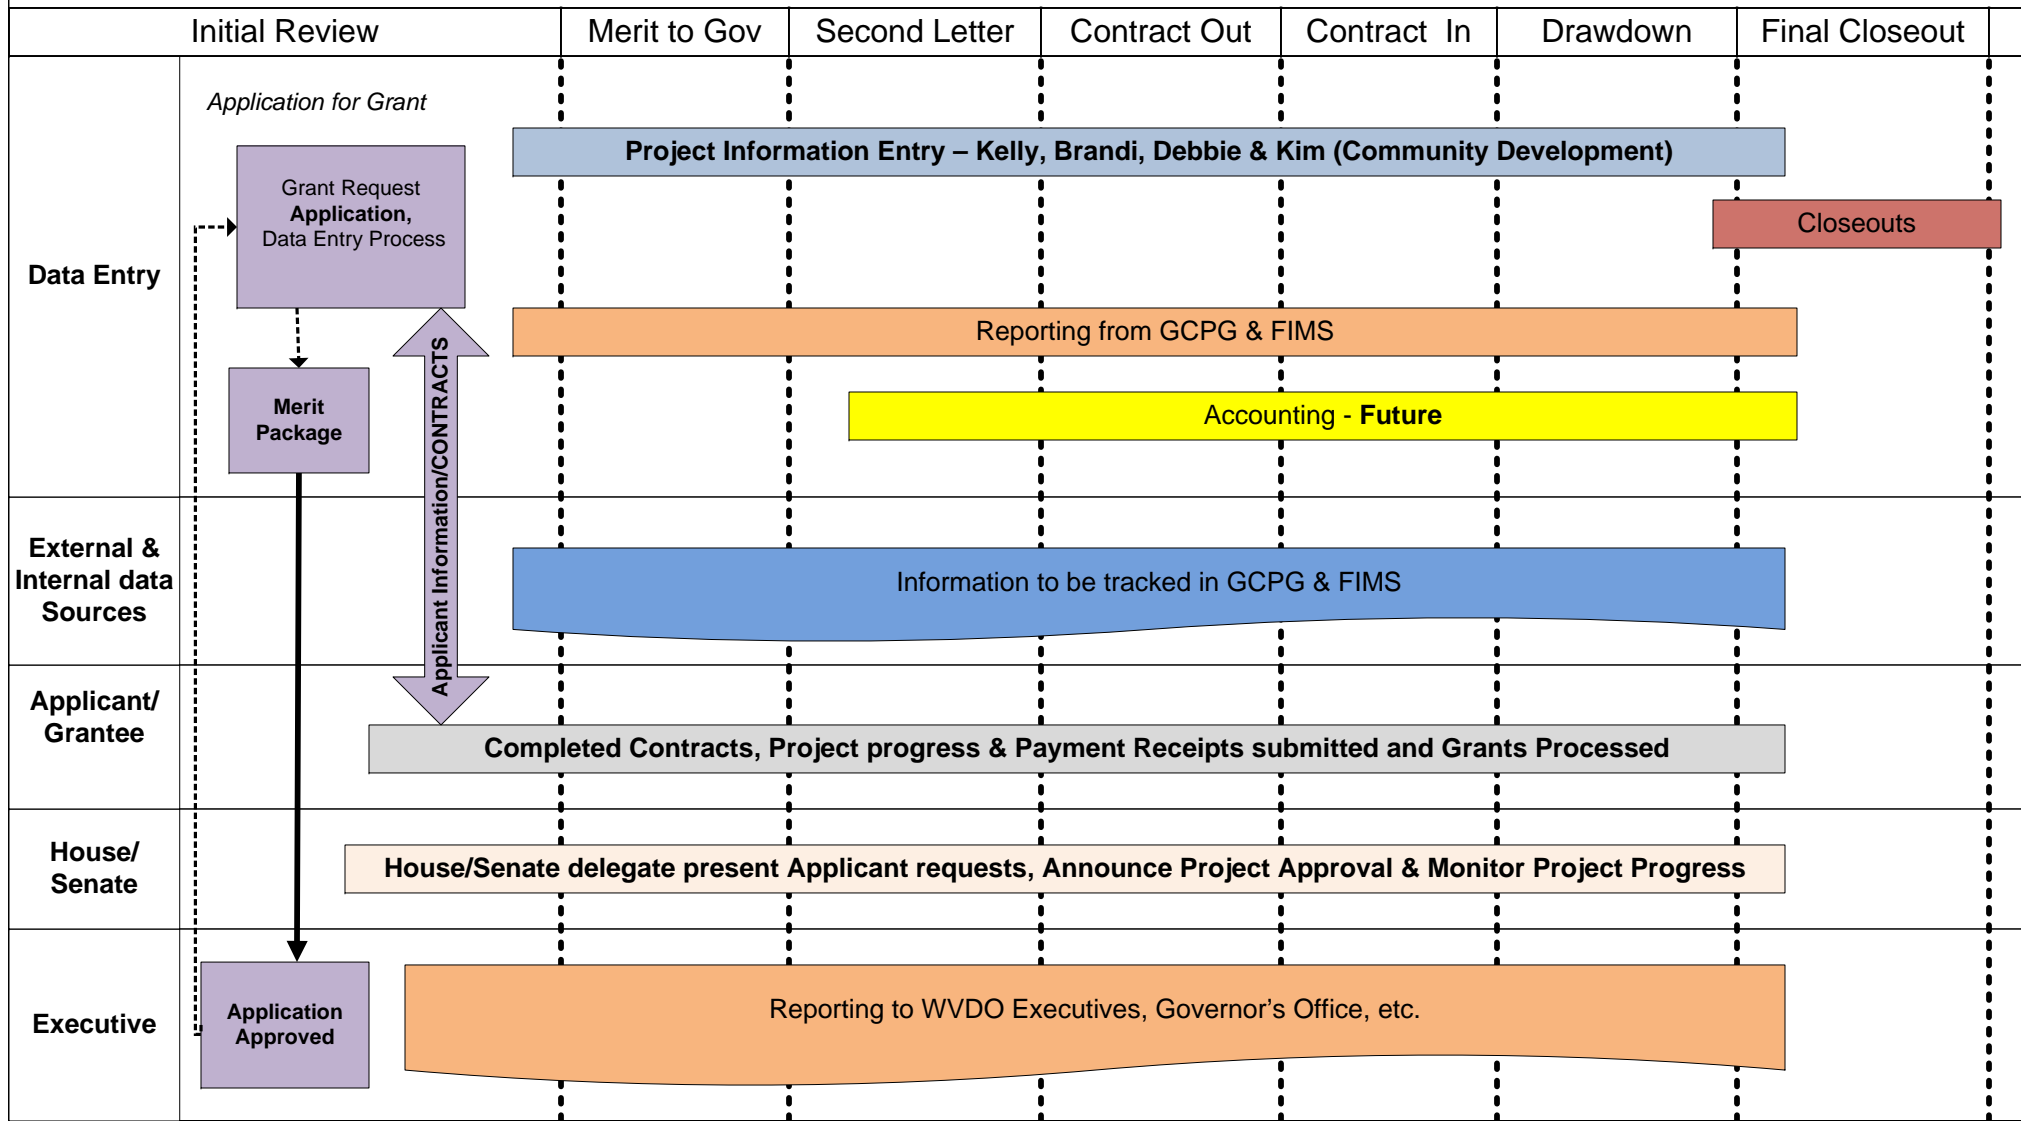 Initial Review
Merit to Gov
Second Letter
Contract Out
Contract In
Drawdown
Final Closeout
Data Entry
Application for Grant
Grant Request
Application,
Data Entry Process
Merit
Package
Applicant Information/CONTRACTS
Project Information Entry – Kelly, Brandi, Debbie & Kim (Community Development)
Closeouts
Reporting from GCPG & FIMS
Accounting - Future
External &
Internal data
Sources
Information to be tracked in GCPG & FIMS
Applicant/
Grantee
Completed Contracts, Project progress & Payment Receipts submitted and Grants Processed
House/
Senate
House/Senate delegate present Applicant requests, Announce Project Approval & Monitor Project Progress
Executive
Application
Approved
Reporting to WVDO Executives, Governor’s Office, etc.